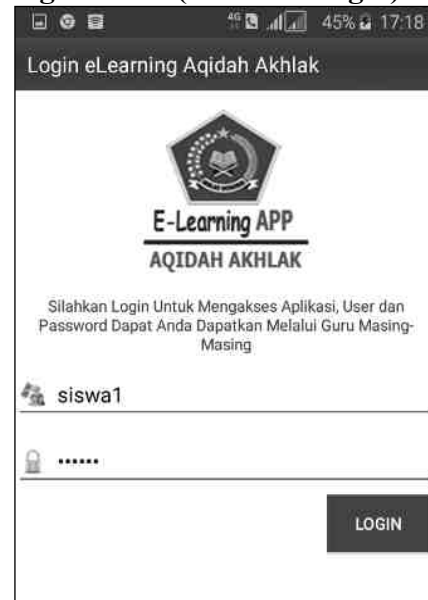 4G 45% 17:18
Login eLearning Aqidah Akhlak
E-Learning APP
AQIDAH AKHLAK
Silahkan Login Untuk Mengakses Aplikasi, User dan
Password Dapat Anda Dapatkan Melalui Guru Masing-
Masing
siswa1
••••••
LOGIN